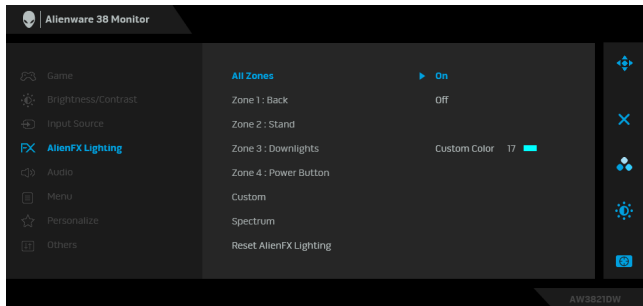 Alienware 38 Monitor
Game
Brightness/Contrast
Input Source
FX AlienFX Lighting
Audio
Menu
Personalize
Others
All Zones On
Zone 1 : Back Off
Zone 2 : Stand
Zone 3 : Downlights Custom Color 17
Zone 4 : Power Button
Custom
Spectrum
Reset AlienFX Lighting
AW3821DW